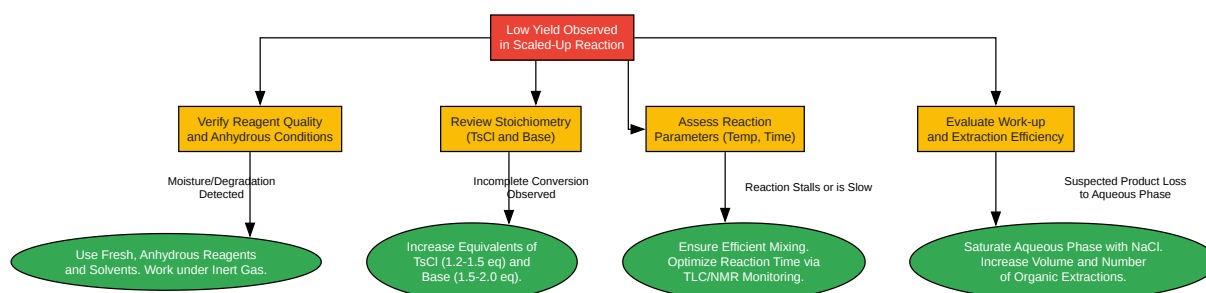 Low Yield Observed
in Scaled-Up Reaction
Verify Reagent Quality
and Anhydrous Conditions
Review Stoichiometry
(TsCl and Base)
Assess Reaction
Parameters (Temp, Time)
Evaluate Work-up
and Extraction Efficiency
Moisture/Degradation
Detected
Incomplete Conversion
Observed
Reaction Stalls or is Slow
Suspected Product Loss
to Aqueous Phase
Use Fresh, Anhydrous Reagents
and Solvents. Work under Inert Gas.
Increase Equivalents of
TsCl (1.2-1.5 eq) and
Base (1.5-2.0 eq).
Ensure Efficient Mixing.
Optimize Reaction Time via
TLC/NMR Monitoring.
Saturate Aqueous Phase with NaCl.
Increase Volume and Number
of Organic Extractions.